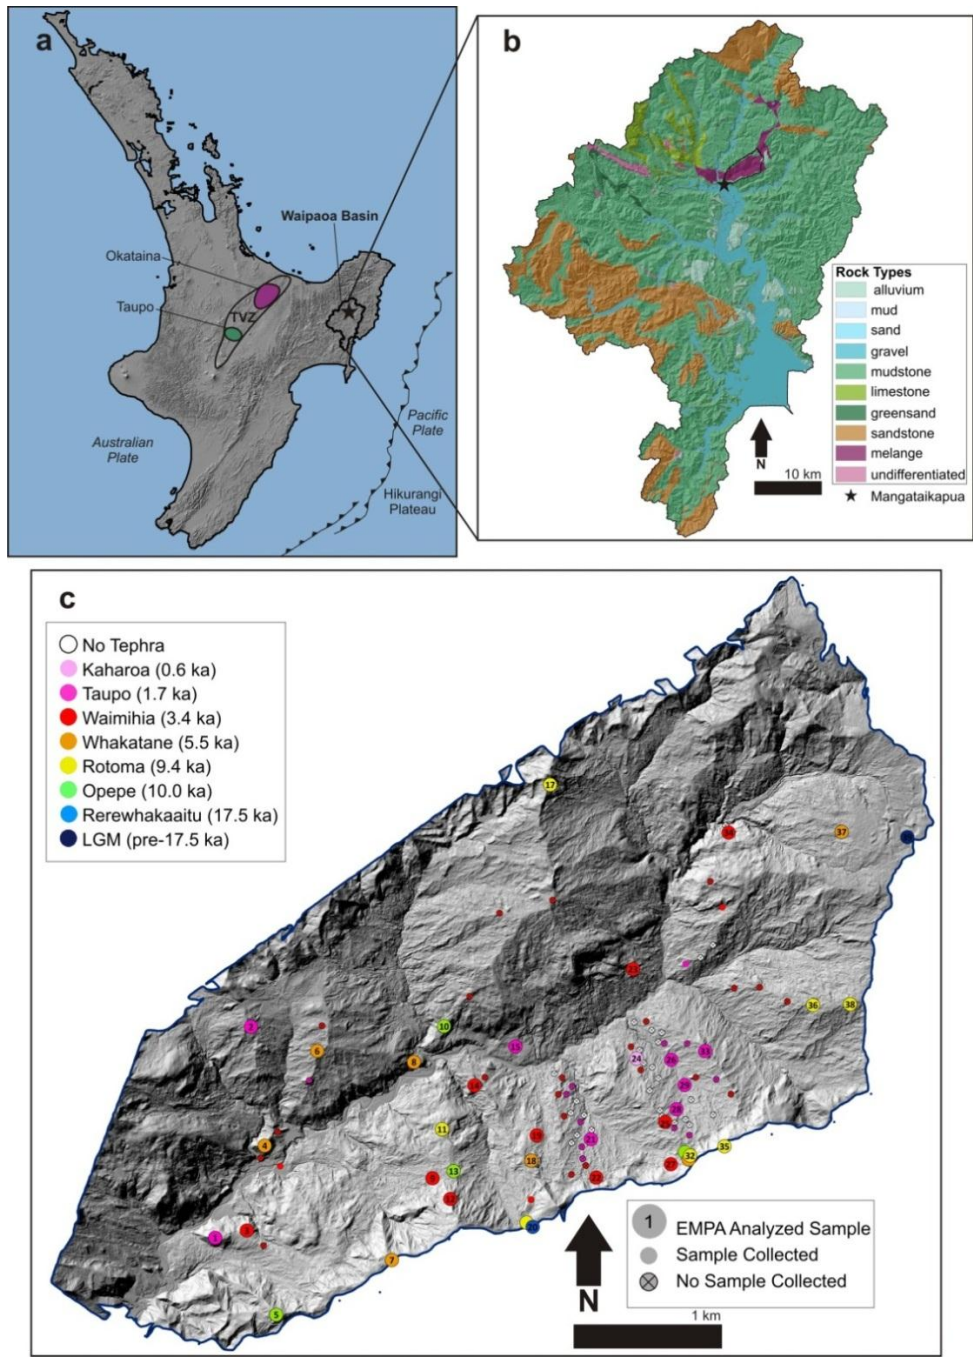 a
Waipaoa Basin
Okataina
Taupo
TVZ
Australian
Plate
Pacific
Plate
Hikurangi
Plateau
b
Rock Types
alluvium
mud
sand
gravel
mudstone
limestone
greensand
sandstone
melange
undifferentiated
Mangataikapua
N
10 km
c
No Tephra
Kaharoa (0.6 ka)
Taupo (1.7 ka)
Waimihia (3.4 ka)
Whakatane (5.5 ka)
Rotoma (9.4 ka)
Opepe (10.0 ka)
Rerewhakaaitu (17.5 ka)
LGM (pre-17.5 ka)
17
37
36
38
10
6
8
15
24
33
11
4
18
21
35
13
32
1
7
5
1 EMPA Analyzed Sample
Sample Collected
No Sample Collected
N
1 km